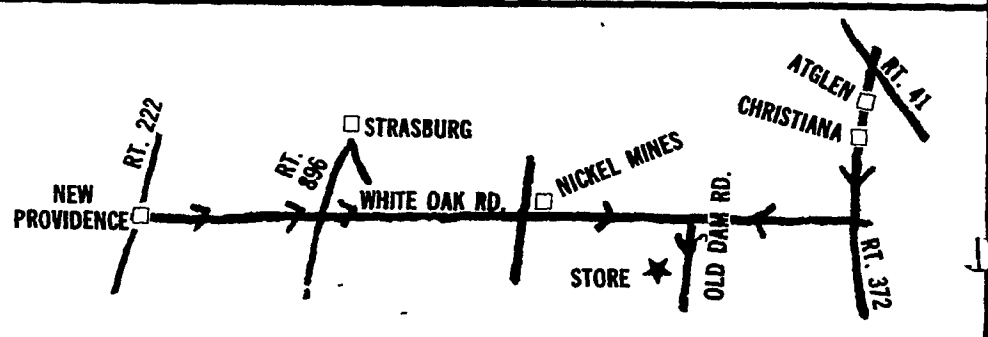 RT. 222
NEW
PROVIDENCE
RT.
896
STRASBURG
WHITE OAK RD.
NICKEL MINES
STORE
OLD DAM RD.
ATGLEN
CHRISTIANA
RT. 41
RT. 372